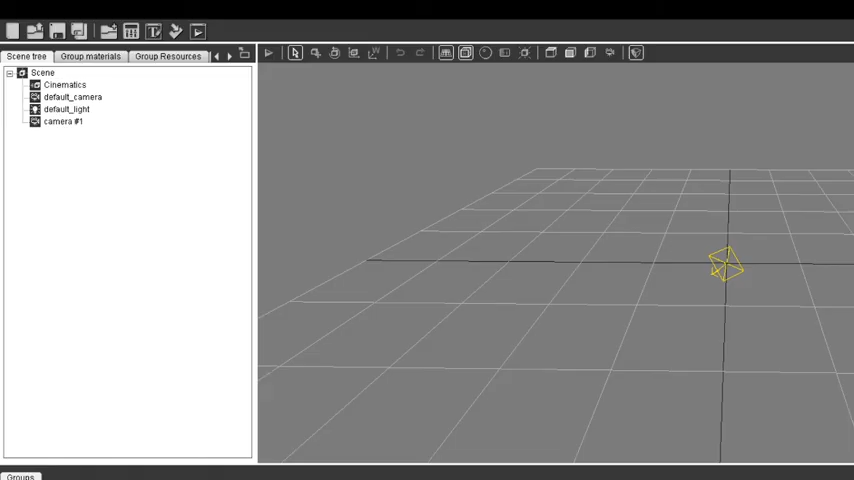 Scene tree Group materials Group Resources
Scene
Cinematics
default_camera
default_light
camera #1
Groups